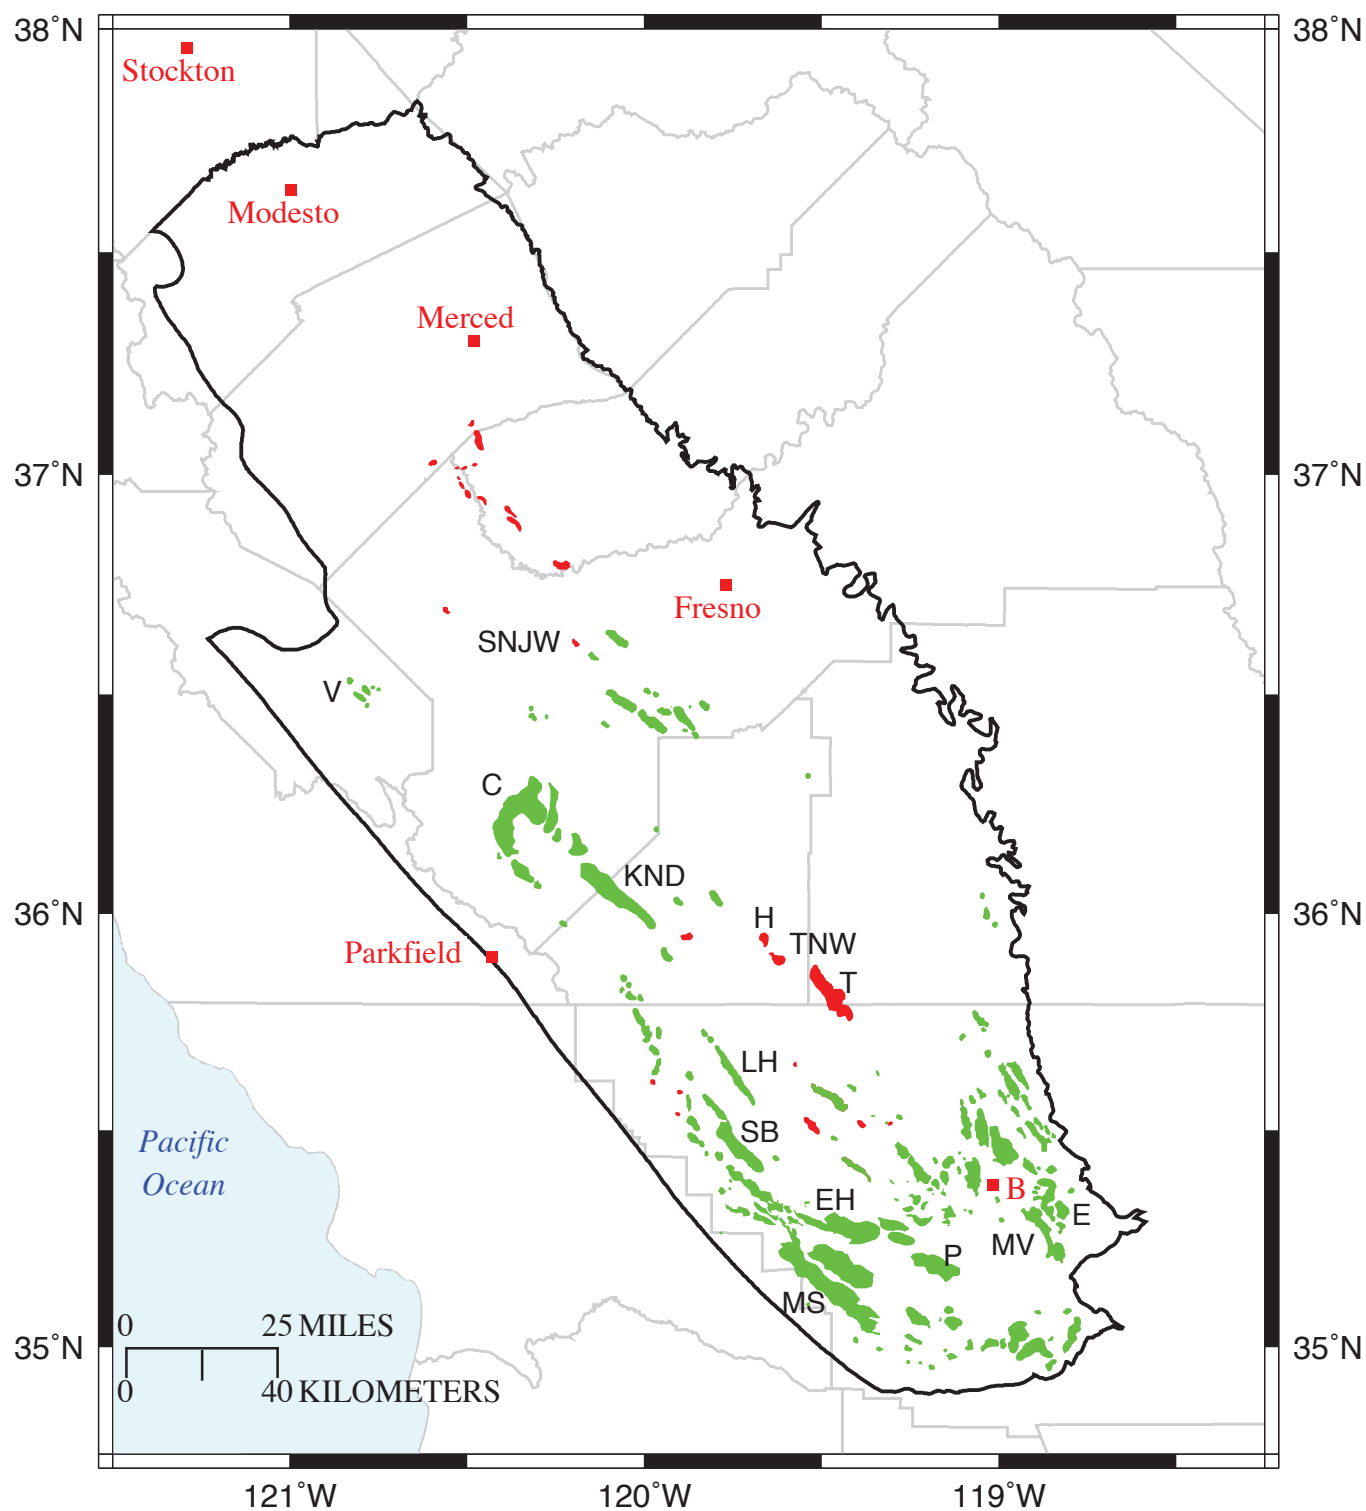 38°N
38°N
Stockton
Modesto
Merced
37°N
37°N
Fresno
SNJW
V
C
KND
36°N
H
36°N
TNW
Parkfield
T
LH
SB
Pacific
Ocean
B
EH
E
MV
P
MS
0
25 MILES
35°N
35°N
0
40 KILOMETERS
121°W
120°W
119°W